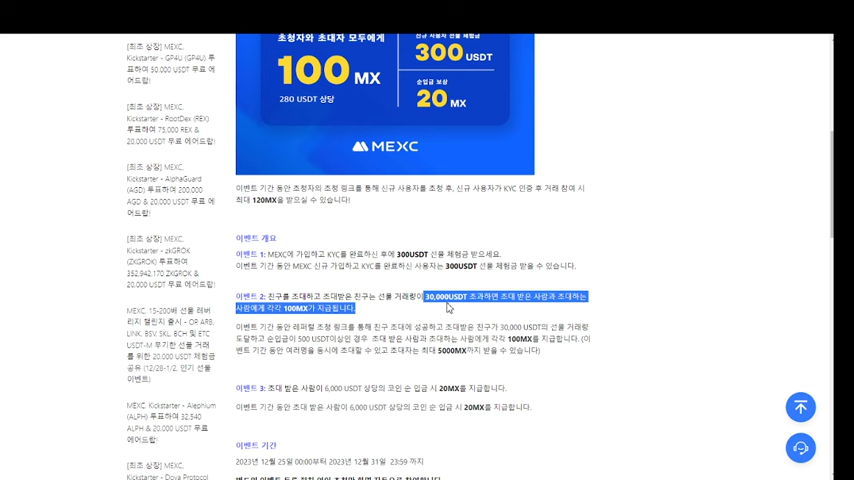 [최초 상장] MEXC,
Kickstarter - GP4U (GP4U) 투
표하여 50,000 USDT 무료 에
어드랍!
[최초 상장] MEXC,
Kickstarter - RootDex (REX)
투표하여 75,000 REX &
20,000 USDT 무료 에어드랍!
[최초 상장] MEXC,
Kickstarter - AlphaGuard
(AGD) 투표하여 200,000
AGD & 20,000 USDT 무료 에
어드랍!
[최초 상장] MEXC,
Kickstarter - zkGROK
(ZKGROK) 투표하여
352,942,170 ZKGROK &
20,000 USDT 무료 에어드랍!
MEXC, 15-200배 선물 레버
리지 챌린지 출시 - OP, ARB,
LINK, BSV, SKL, BCH 및 ETC
USDT-M 무기한 선물 거래
를 위한 20,000 USDT 체험금
공유 (12/28-1/2, 인기 선물
이벤트)
MEXC, Kickstarter - Alephium
(ALPH) 투표하여 32,540
ALPH & 20,000 USDT 무료
에어드랍!
[최초 상장] MEXC,
Kickstarter - Dova Protocol
초청자와 초대자 모두에게
100 MX
280 USDT 상당
신규 사용자 선물 체험금
300 USDT
순입금 보상
20 MX
MEXC
이벤트 기간 동안 초청자의 초청 링크를 통해 신규 사용자를 초청 후, 신규 사용자가 KYC 인증 후 거래 참여 시
최대 120MX을 받으실 수 있습니다!
이벤트 개요
이벤트 1: MEXC에 가입하고 KYC를 완료하신 후에 300USDT 선물 체험금 받으세요.
이벤트 기간 동안 MEXC 신규 가입하고 KYC를 완료하신 사용자는 300USDT 선물 체험금 받을 수 있습니다.
이벤트 2: 친구를 초대하고 초대받은 친구는 선물 거래량이 30,000USDT 초과하면 초대 받은 사람과 초대하는
사람에게 각각 100MX가 지급됩니다.
이벤트 기간 동안 레퍼럴 초청 링크를 통해 친구 초대에 성공하고 초대받은 친구가 30,000 USDT의 선물 거래량
도달하고 순입금이 500 USDT이상인 경우 초대 받은 사람과 초대하는 사람에게 각각 100MX를 지급합니다. (이
벤트 기간 동안 여러명을 동시에 초대할 수 있고 초대자는 최대 5000MX까지 받을 수 있습니다)
이벤트 3: 초대 받은 사람이 6,000 USDT 상당의 코인 순 입금 시 20MX를 지급합니다.
이벤트 기간 동안 초대 받은 사람이 6,000 USDT 상당의 코인 순 입금 시 20MX를 지급합니다.
이벤트 기간
2023년 12월 25일 00:00부터 2023년 12월 31일 23:59 까지